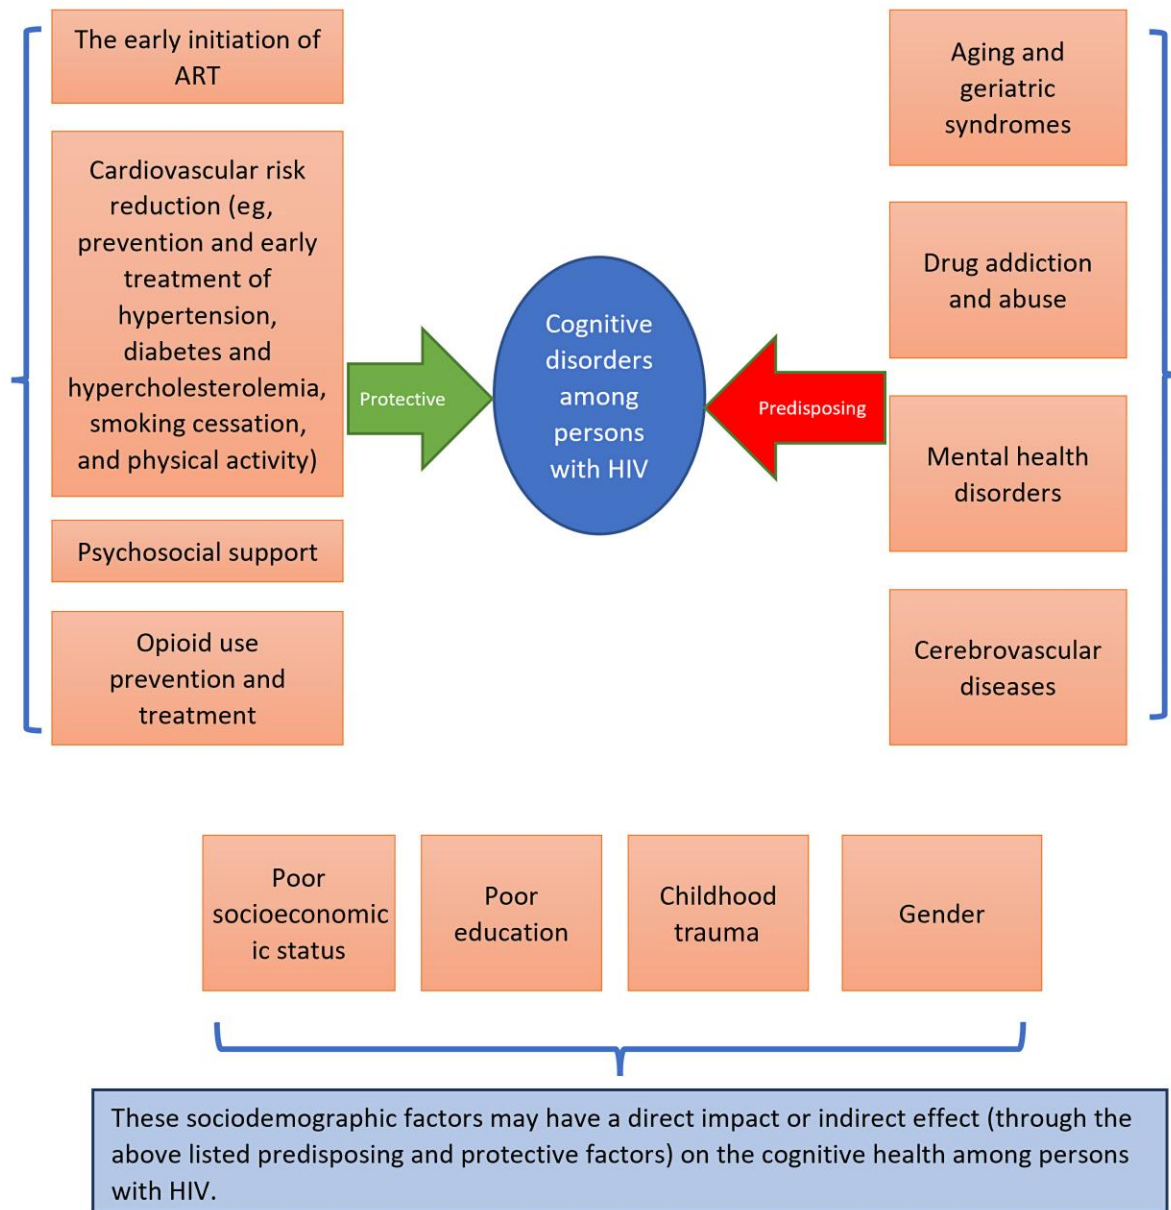 The early initiation of
ART
Cardiovascular risk
reduction (eg,
prevention and early
treatment of
hypertension,
diabetes and
hypercholesterolemia,
smoking cessation,
and physical activity)
Psychosocial support
Opioid use
prevention and
treatment
Protective
Cognitive
disorders
among
persons
with HIV
Predisposing
Aging and
geriatric
syndromes
Drug addiction
and abuse
Mental health
disorders
Cerebrovascular
diseases
Poor
socioeconomic
ic status
Poor
education
Childhood
trauma
Gender
These sociodemographic factors may have a direct impact or indirect effect (through the
above listed predisposing and protective factors) on the cognitive health among persons
with HIV.